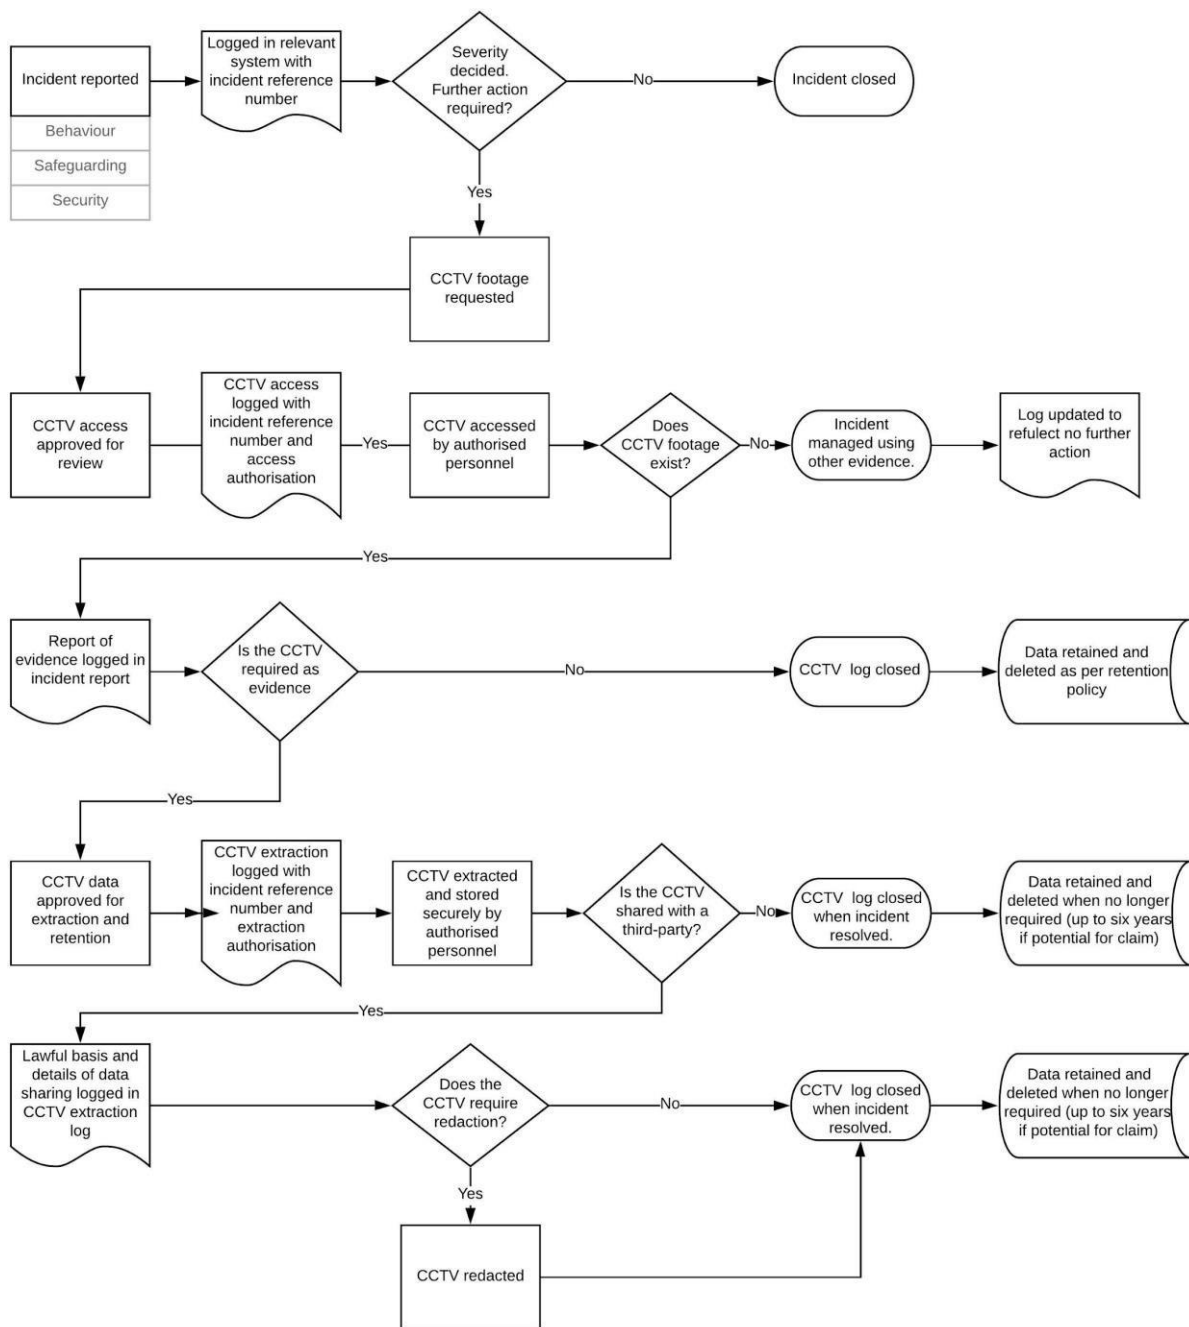 Incident reported
Behaviour
Safeguarding
Security
Logged in relevant
system with
incident reference
number
Severity
decided.
Further action
required?
No
Incident closed
Yes
CCTV footage
requested
CCTV access
approved for
review
CCTV access
logged with
incident reference
number and
access
authorisation
Yes
CCTV accessed
by authorised
personnel
Does
CCTV footage
exist?
No
Incident
managed using
other evidence.
Log updated to
refulect no further
action
Yes
Report of
evidence logged in
incident report
Is the CCTV
required as
evidence
No
CCTV log closed
Data retained and
deleted as per retention
policy
Yes
CCTV data
approved for
extraction and
retention
CCTV extraction
logged with
incident reference
number and
extraction
authorisation
CCTV extracted
and stored
securely by
authorised
personnel
Is the CCTV
shared with a
third-party?
No
CCTV log closed
when incident
resolved.
Data retained and
deleted when no longer
required (up to six years
if potential for claim)
Yes
Lawful basis and
details of data
sharing logged in
CCTV extraction
log
Does the
CCTV require
redaction?
No
CCTV log closed
when incident
resolved.
Data retained and
deleted when no longer
required (up to six years
if potential for claim)
Yes
CCTV redacted